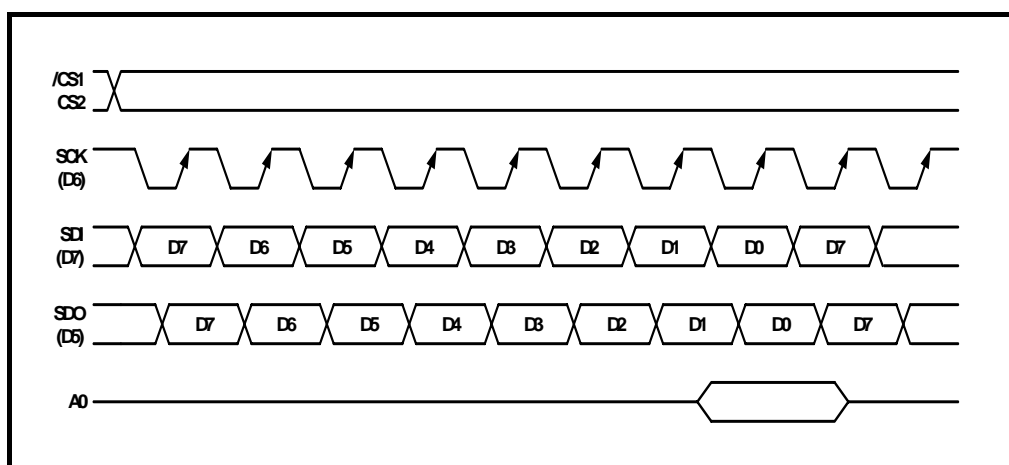 /CS1
CS2
SCK
(D6)
SDI
(D7)
D7 D6 D5 D4 D3 D2 D1 D0 D7
SDO
(D5)
D7 D6 D5 D4 D3 D2 D1 D0 D7
A0